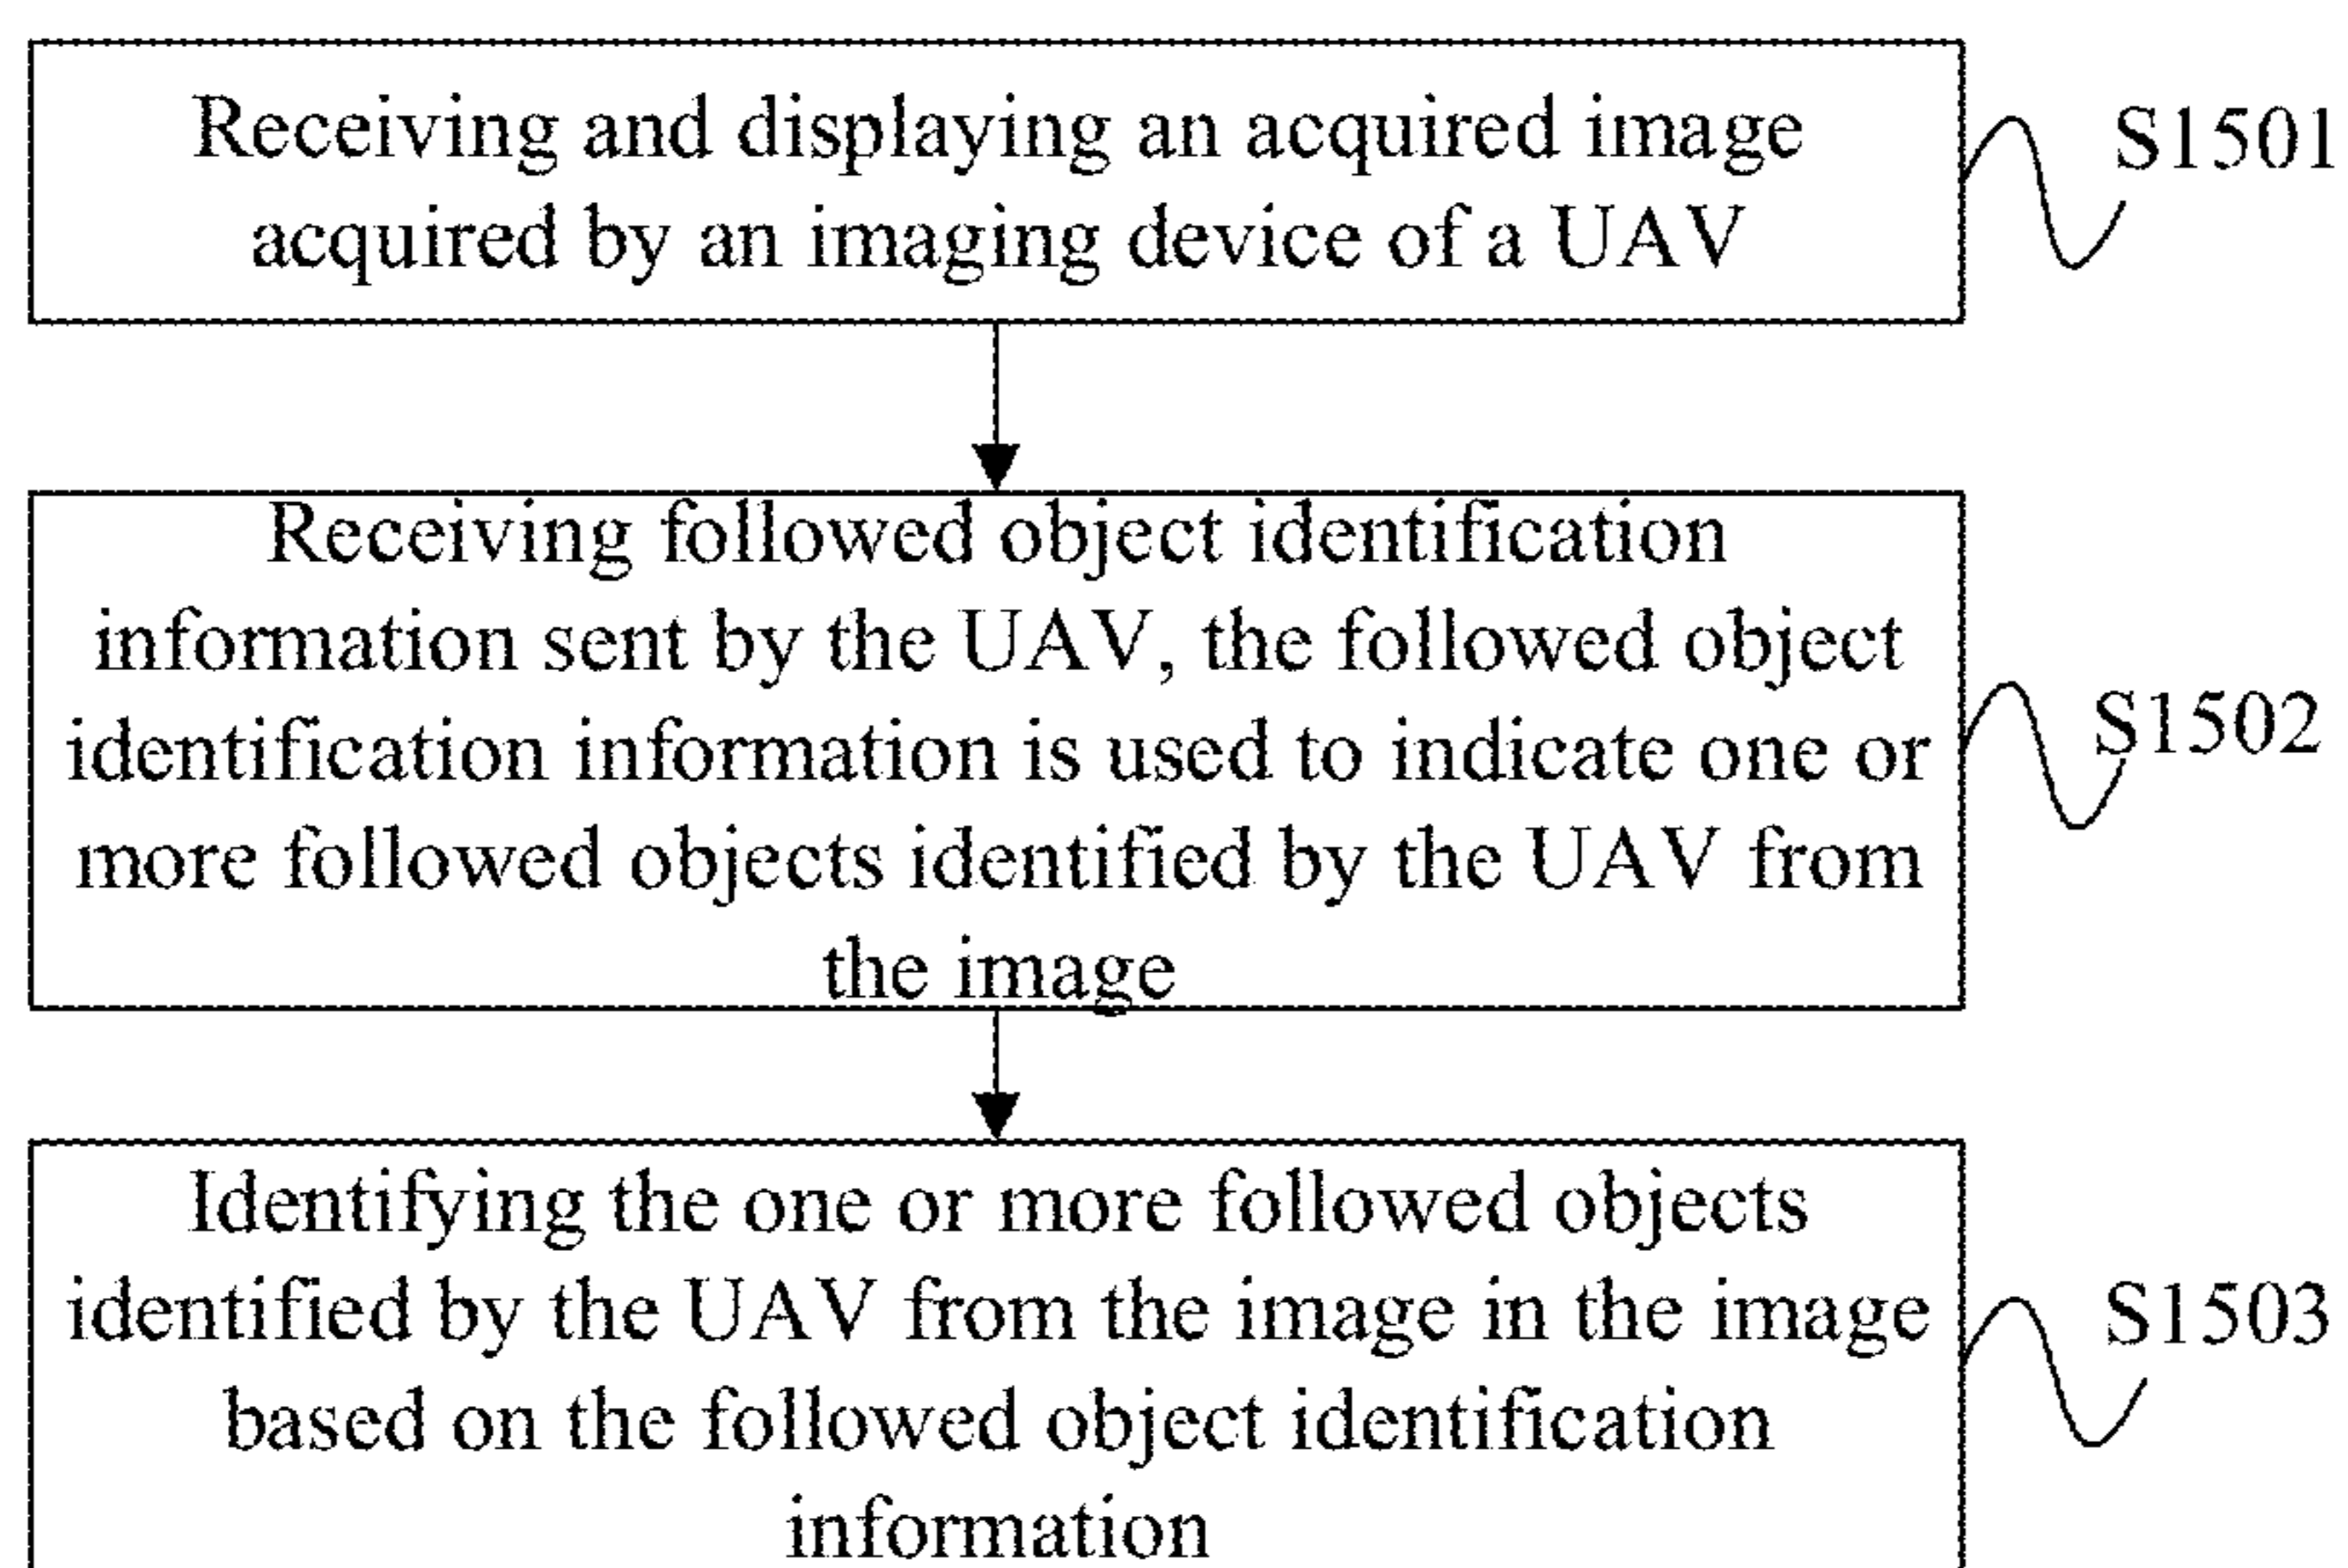 Receiving and displaying an acquired image
acquired by an imaging device of a UAV
S1501
Receiving followed object identification
information sent by the UAV, the followed object
identification information is used to indicate one or
more followed objects identified by the UAV from
the image
S1502
Identifying the one or more followed objects
identified by the UAV from the image in the image
based on the followed object identification
information
S1503